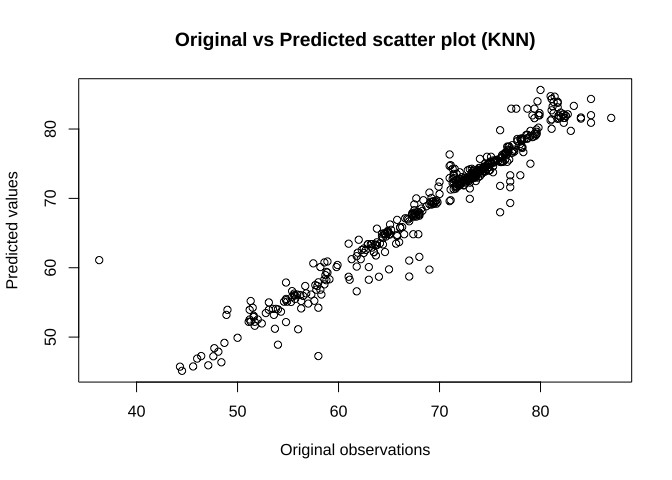 Original vs Predicted scatter plot (KNN)
Predicted values
80
70
60
50
40 50 60 70 80
Original observations